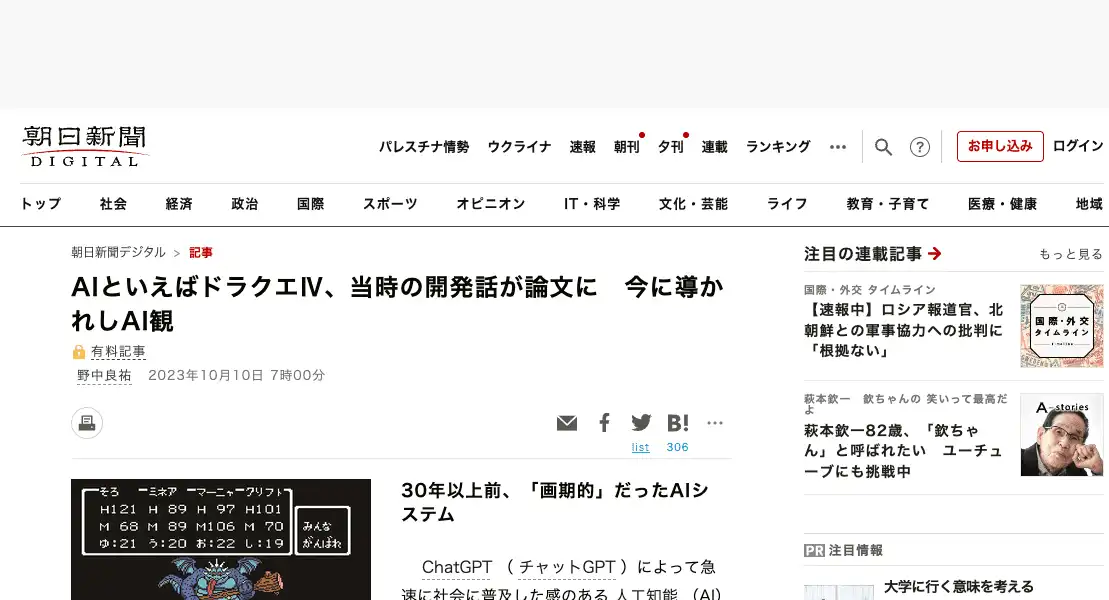 朝日新聞
DIGITAL
パレスチナ情勢 ウクライナ 速報 朝刊 夕刊 連載 ランキング ••• ? お申し込み ログイン
トップ 社会 経済 政治 国際 スポーツ オピニオン IT・科学 文化・芸能 ライフ 教育・子育て 医療・健康 地域
朝日新聞デジタル > 記事
AIといえばドラクエⅣ、当時の開発話が論文に　今に導か
れしAI観
有料記事
野中良祐 2023年10月10日 7時00分
B!
list 306
そろ ミネア マーニャ クリフト
H121 H 89 H 97 H101
M 68 M 89 M106 M 70
ゆ:21 う:20 お:22 し:19
みんな
がんばれ
30年以上前、「画期的」だったAIシ
ステム
ChatGPT （チャットGPT）によって急
速に社会に普及した感のある 人工知能 （AI）
注目の連載記事 もっと見る
国際・外交 タイムライン
【速報中】ロシア報道官、北
朝鮮との軍事協力への批判に
「根拠ない」
国際・外交
タイムライン
Timeline
萩本欽一　欽ちゃんの 笑いって最高だ
よ
萩本欽一82歳、「欽ちゃ
ん」と呼ばれたい　ユーチュ
ーブにも挑戦中
A-stories
PR 注目情報
大学に行く意味を考える